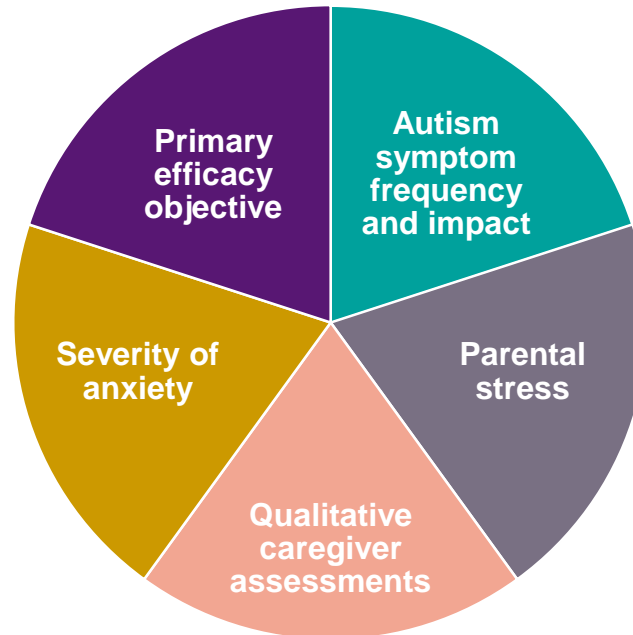 Primary
efficacy
objective
Autism
symptom
frequency
and impact
Severity of
anxiety
Parental
stress
Qualitative
caregiver
assessments